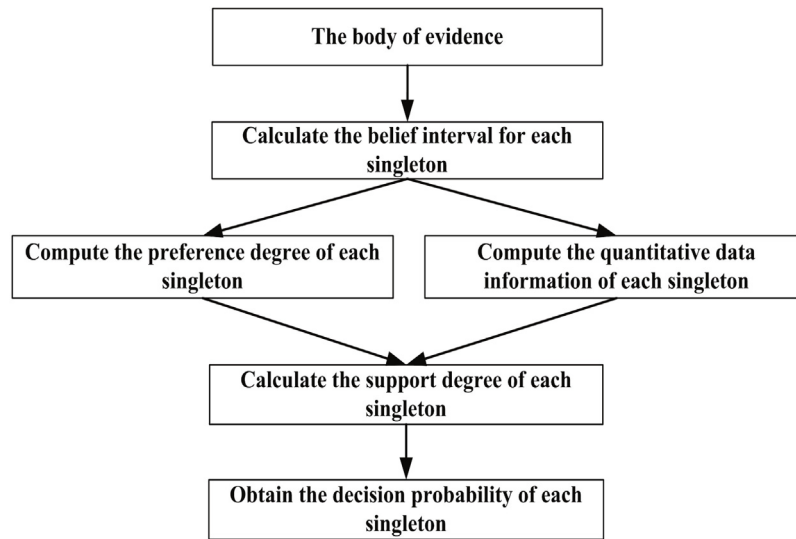 The body of evidence
Calculate the belief interval for each
singleton
Compute the preference degree of each
singleton
Compute the quantitative data
information of each singleton
Calculate the support degree of each
singleton
Obtain the decision probability of each
singleton